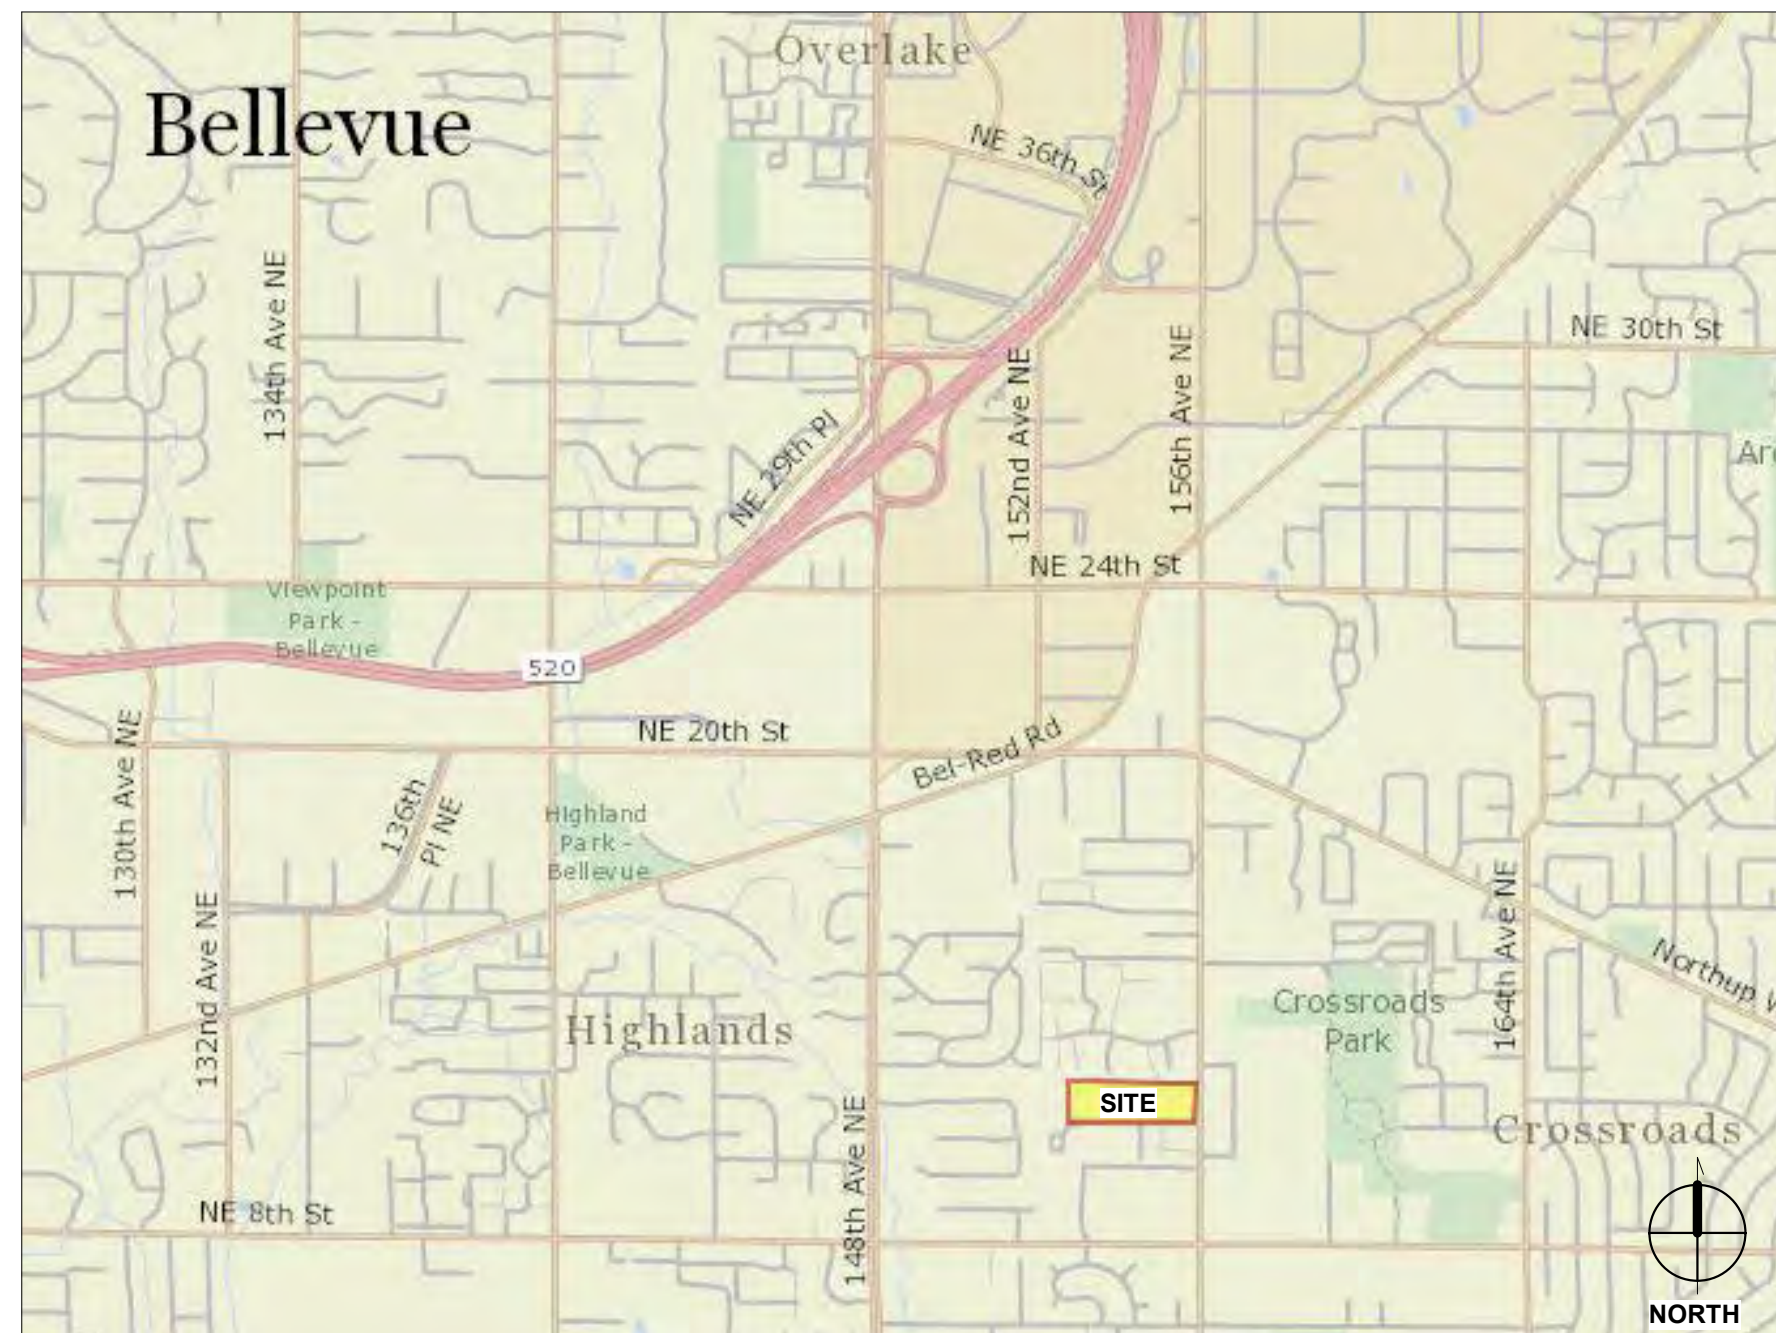 Overlake
Bellevue
NE 36th St
134th Ave NE
NE 30th St
156th Ave NE
152nd Ave NE
NE 29th Pl
NE 24th St
Viewpoint
Park -
Bellevue
520
NE 20th St
Bel-Red Rd
130th Ave NE
136th
Pl NE
Highland
Park -
Bellevue
132nd Ave NE
164th Ave NE
Northup
Crossroads
Park
Highlands
SITE
148th Ave NE
Crossroads
NE 8th St
NORTH